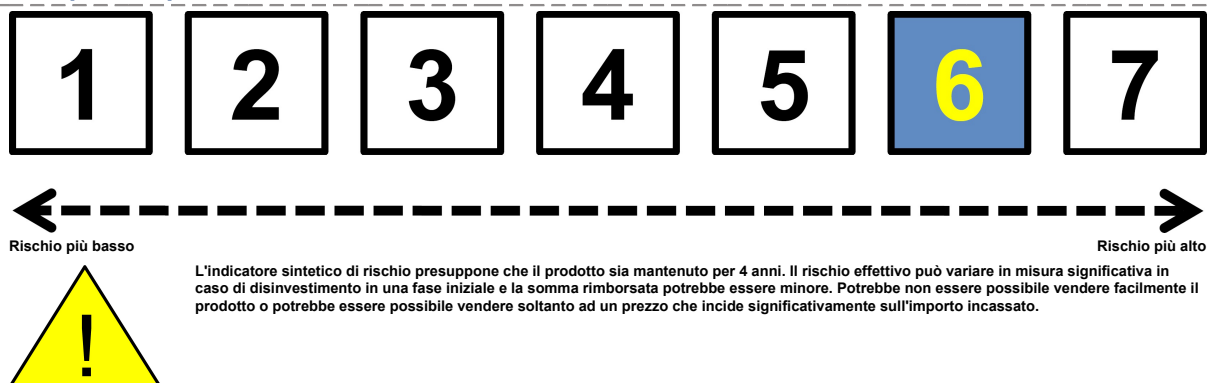 1 2 3 4 5 6 7
Rischio più basso Rischio più alto
L'indicatore sintetico di rischio presuppone che il prodotto sia mantenuto per 4 anni. Il rischio effettivo può variare in misura significativa in
caso di disinvestimento in una fase iniziale e la somma rimborsata potrebbe essere minore. Potrebbe non essere possibile vendere facilmente il
prodotto o potrebbe essere possibile vendere soltanto ad un prezzo che incide significativamente sull'importo incassato.
!